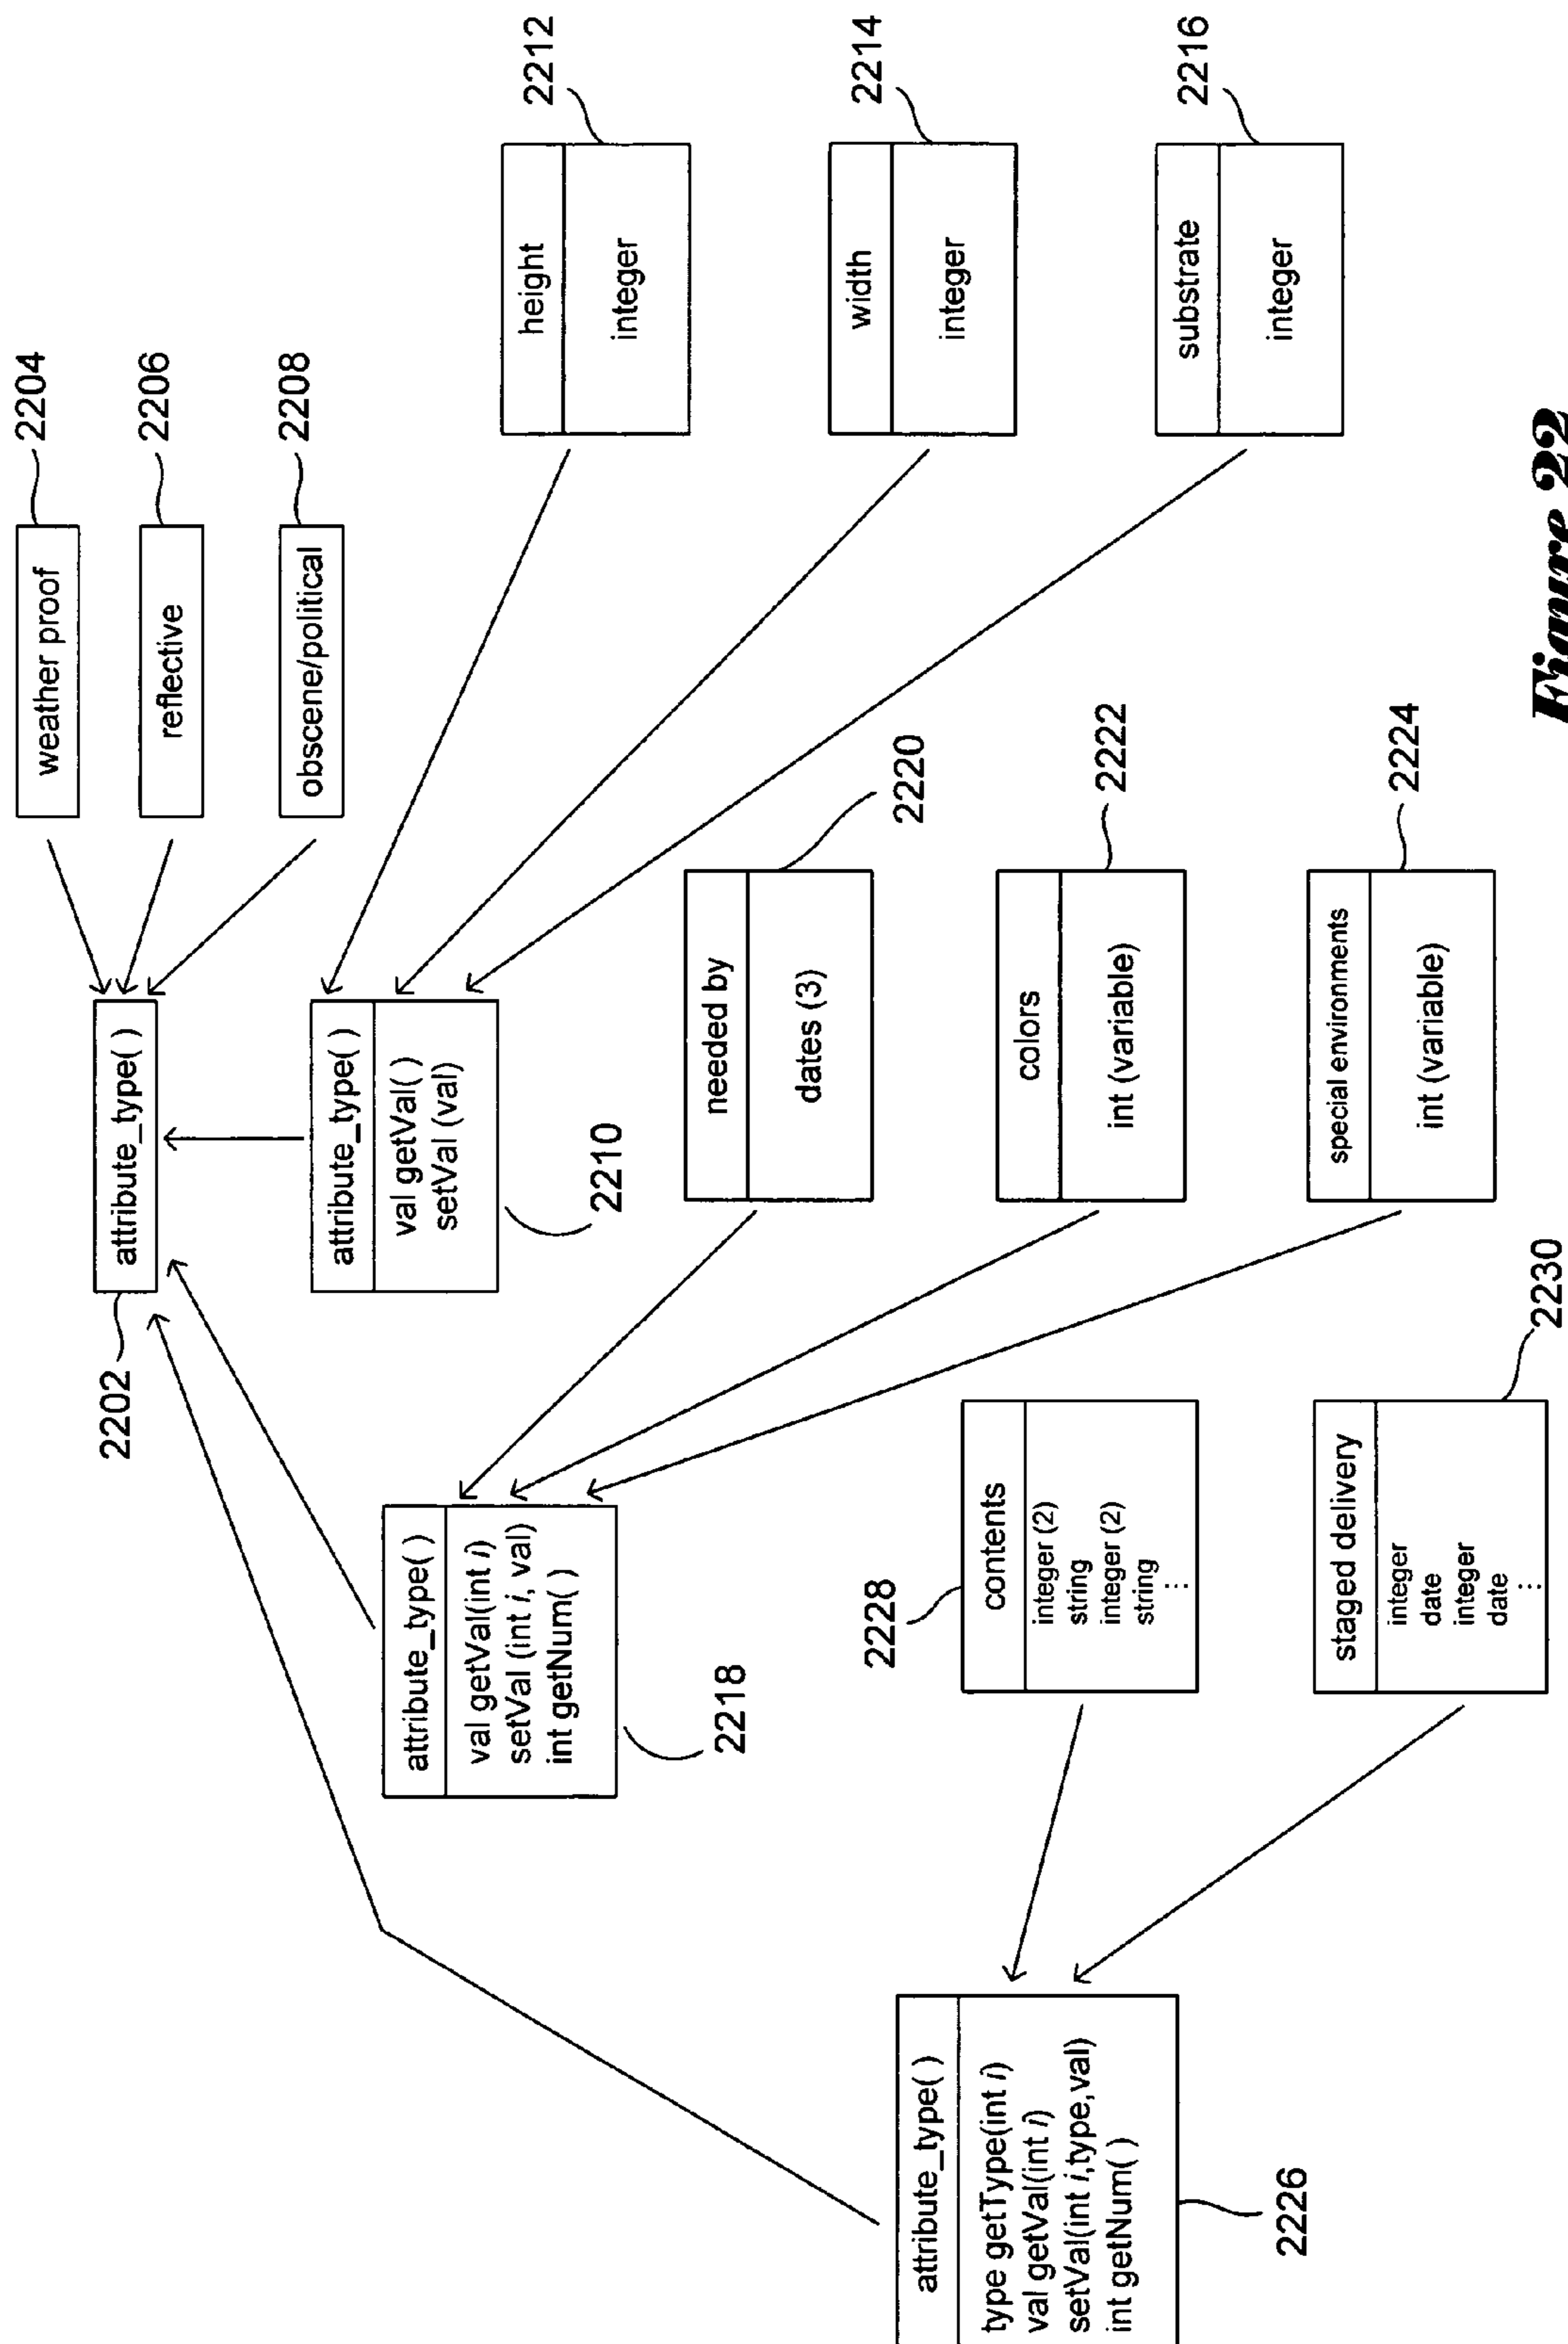 2204
weather proof
2206
reflective
2208
obscene/political
2202
attribute_type( )
2210
attribute_type( )
val getVal( )
setVal (val)
2212
height
integer
2214
width
integer
2216
substrate
integer
2218
attribute_type( )
val getVal(int i)
setVal (int i, val)
int getNum( )
2220
needed by
dates (3)
2222
colors
int (variable)
2224
special environments
int (variable)
2226
attribute_type( )
type getType(int i)
val getVal(int i)
setVal(int i,type,val)
int getNum( )
2228
contents
integer (2)
string
integer (2)
string
⋮
2230
staged delivery
integer
date
integer
date
⋮
Figure 22